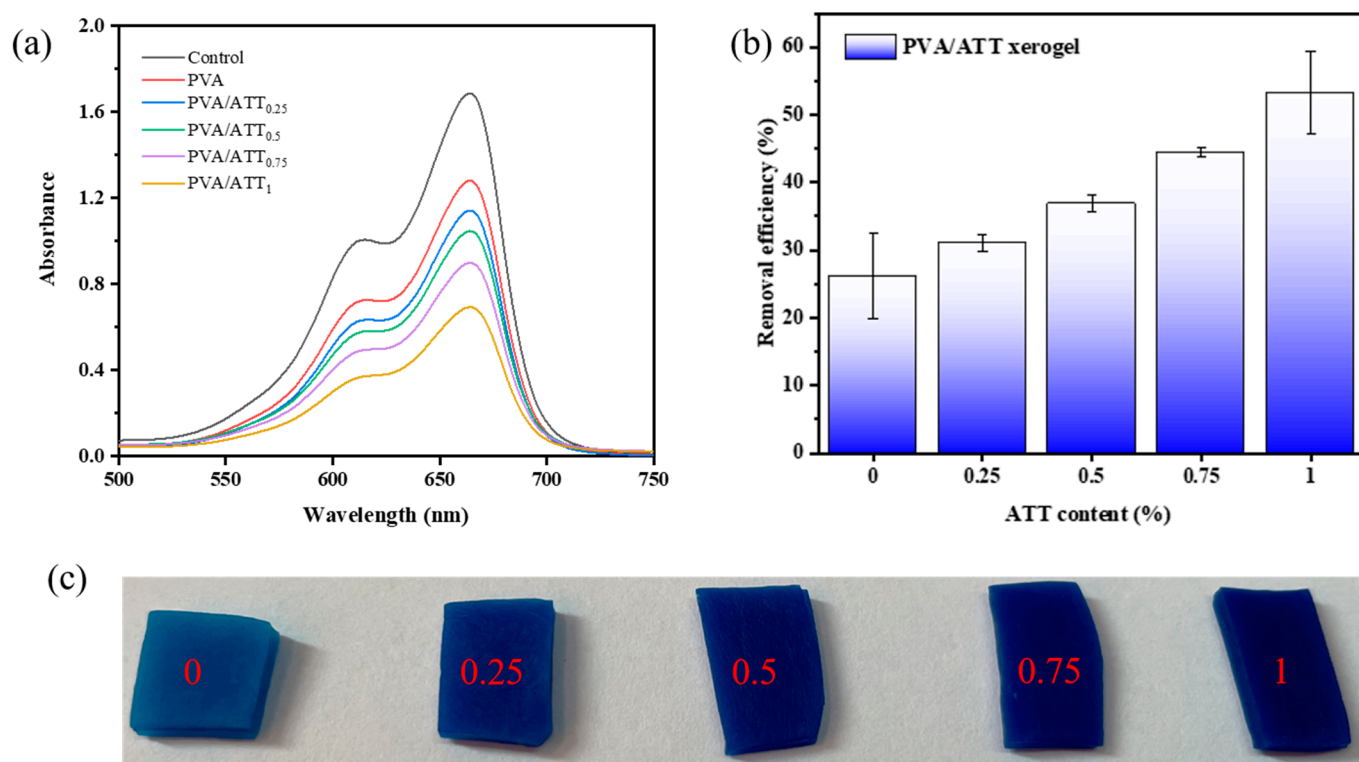 (a)
2.0
1.6
1.2
0.8
0.4
0.0
Absorbance
Control
PVA
PVA/ATT0.25
PVA/ATT0.5
PVA/ATT0.75
PVA/ATT1
500
550
600
650
700
750
Wavelength (nm)
(b)
60
50
40
30
20
10
0
Removal efficiency (%)
PVA/ATT xerogel
0
0.25
0.5
0.75
1
ATT content (%)
(c)
0
0.25
0.5
0.75
1